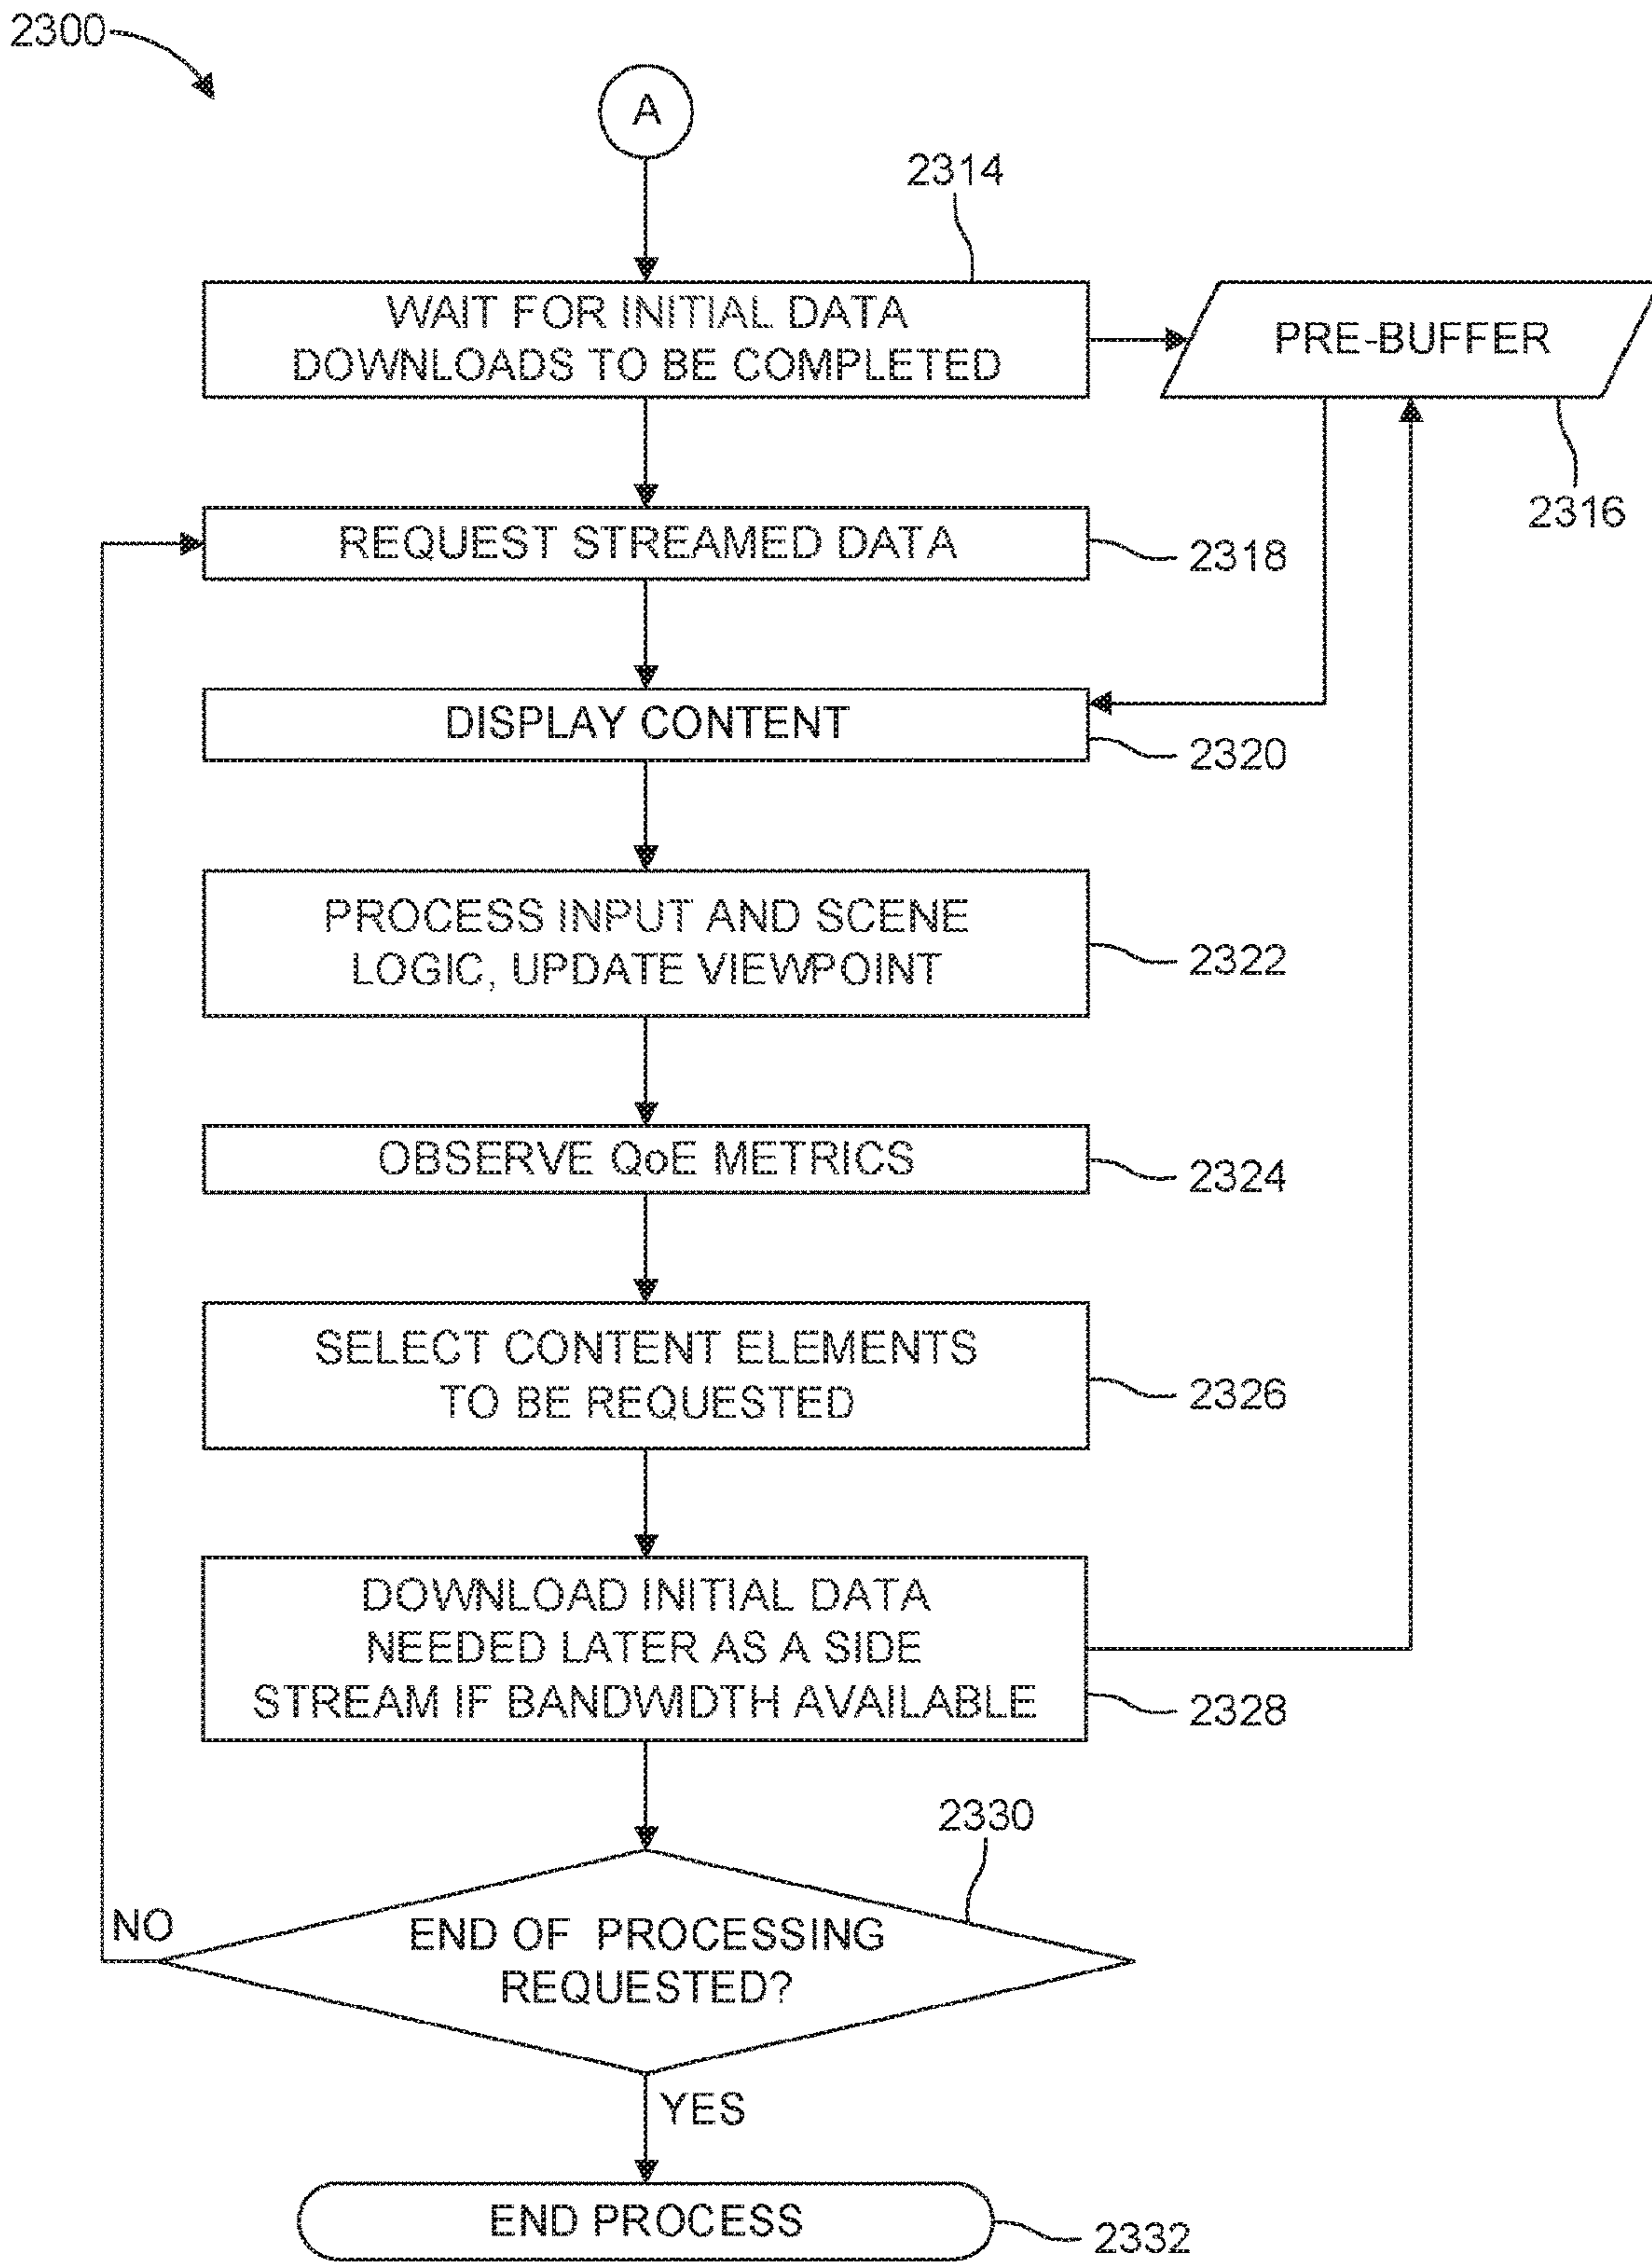 2300
A
2314
WAIT FOR INITIAL DATA
DOWNLOADS TO BE COMPLETED
PRE-BUFFER
2316
REQUEST STREAMED DATA
2318
DISPLAY CONTENT
2320
PROCESS INPUT AND SCENE
LOGIC, UPDATE VIEWPOINT
2322
OBSERVE QoE METRICS
2324
SELECT CONTENT ELEMENTS
TO BE REQUESTED
2326
DOWNLOAD INITIAL DATA
NEEDED LATER AS A SIDE
STREAM IF BANDWIDTH AVAILABLE
2328
2330
NO
END OF PROCESSING
REQUESTED?
YES
END PROCESS
2332